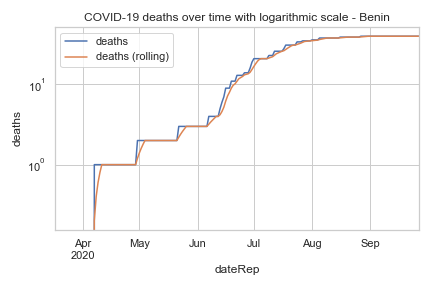 COVID-19 deaths over time with logarithmic scale - Benin
deaths
deaths (rolling)
10¹
10⁰
deaths
Apr May Jun Jul Aug Sep
2020
dateRep